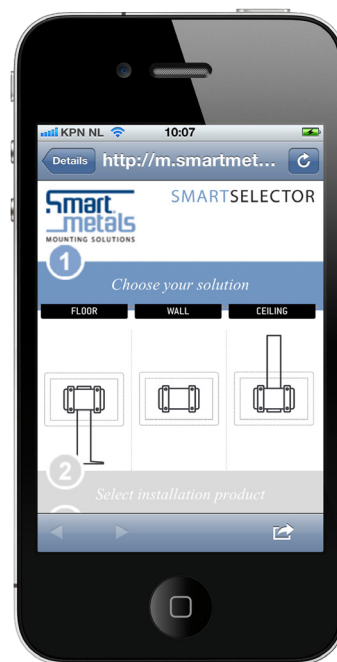 KPN NL 10:07
Details http://m.smartmet... 
SMARTSELECTOR
Smart
metals
MOUNTING SOLUTIONS
1
Choose your solution
FLOOR WALL CEILING
2
Select installation product